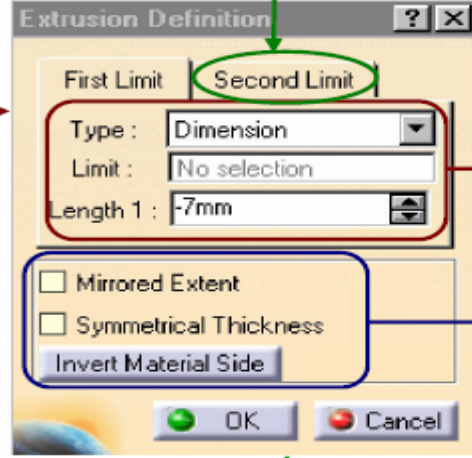 Extrusion Definition ? X
First Limit Second Limit
Type : Dimension
Limit : No selection
Length 1 : -7mm
Mirrored Extent
Symmetrical Thickness
Invert Material Side
OK Cancel